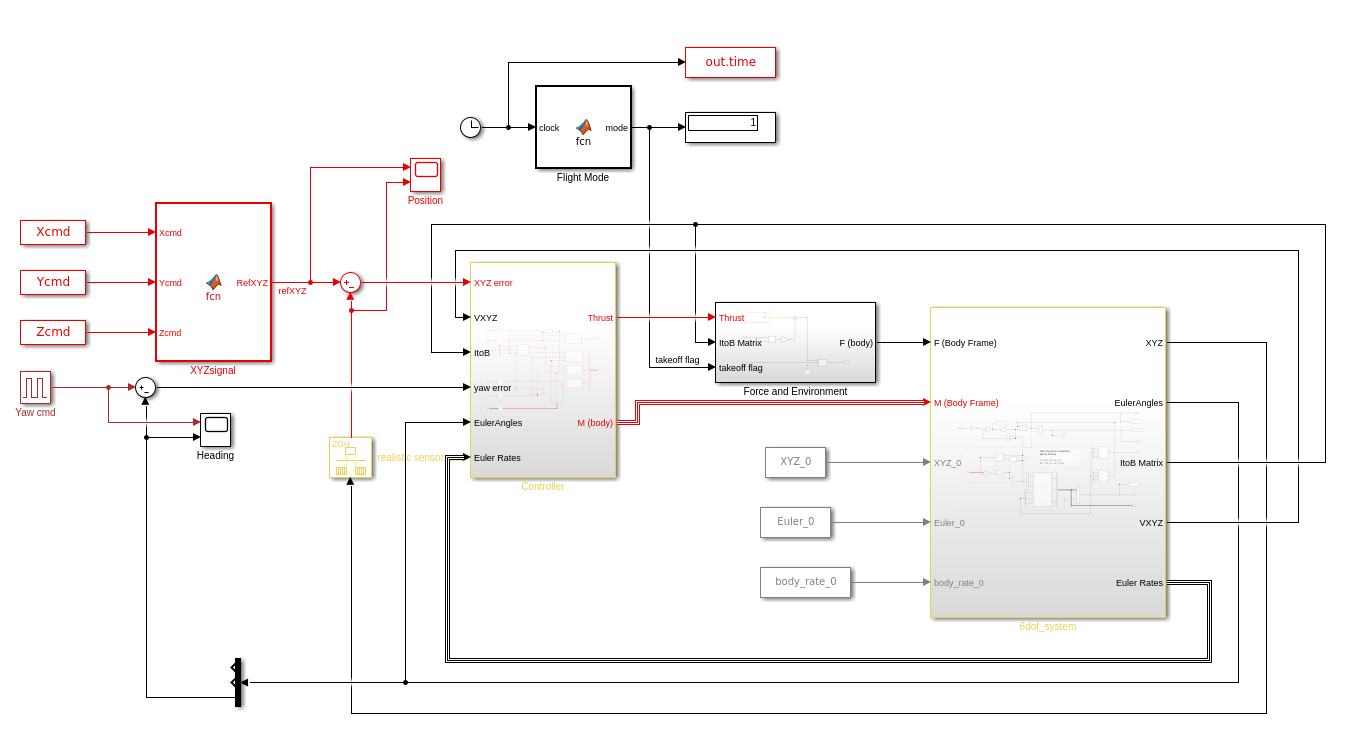 out.time
clock
mode
fcn
Flight Mode
1
Position
Xcmd
Ycmd
Zcmd
Xcmd
Ycmd
Zcmd
RefXYZ
fcn
XYZsignal
refXYZ
Yaw cmd
Heading
ZOH
realistic sensor
XYZ error
VXYZ
ItoB
yaw error
EulerAngles
Euler Rates
Thrust
M (body)
Controller
takeoff flag
Thrust
ItoB Matrix
takeoff flag
F (body)
Force and Environment
XYZ_0
Euler_0
body_rate_0
F (Body Frame)
M (Body Frame)
XYZ_0
Euler_0
body_rate_0
XYZ
EulerAngles
ItoB Matrix
VXYZ
Euler Rates
6dof_system